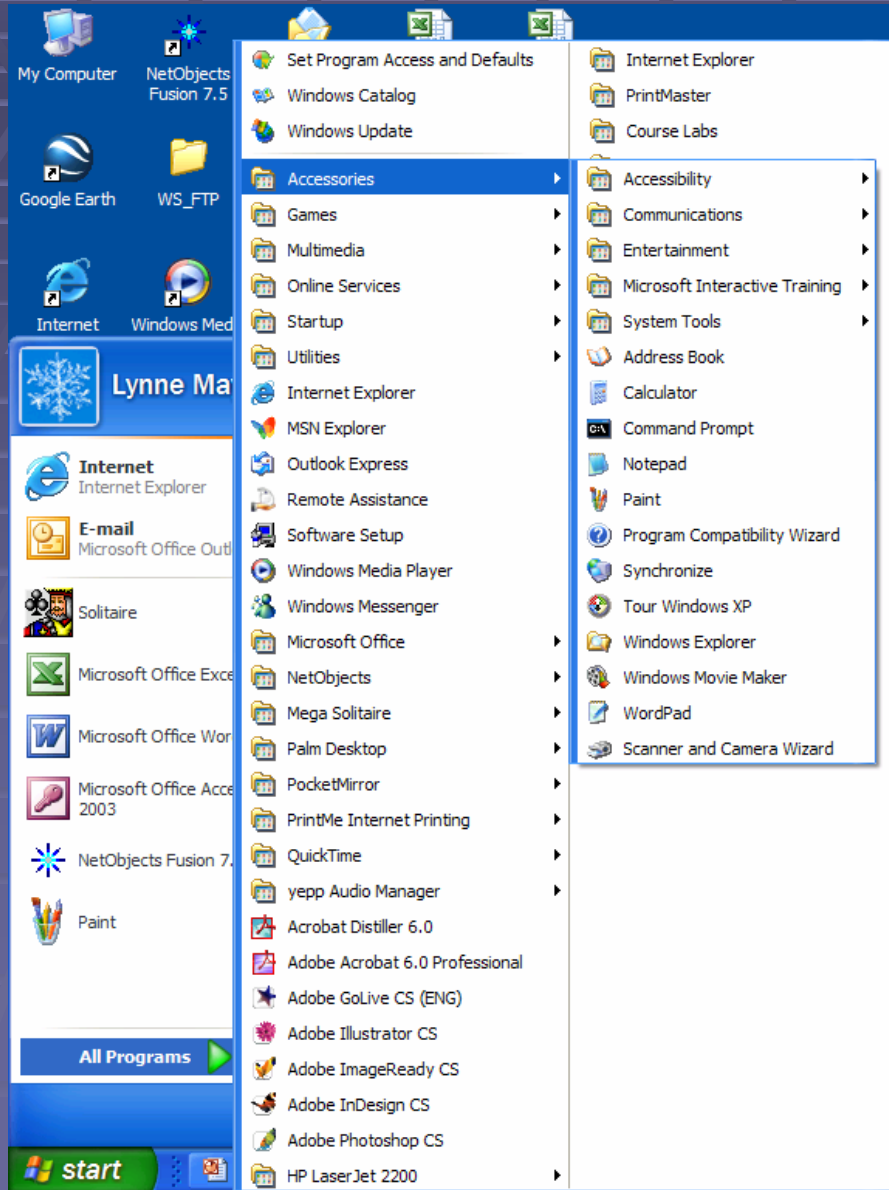 My Computer
NetObjects
Fusion 7.5
Google Earth
WS_FTP
Internet
Windows Med
Lynne Ma
Internet
Internet Explorer
E-mail
Microsoft Office Outl
Solitaire
Microsoft Office Exce
Microsoft Office Wor
Microsoft Office Acce
2003
NetObjects Fusion 7.
Paint
All Programs
start
Set Program Access and Defaults
Windows Catalog
Windows Update
Accessories
Games
Multimedia
Online Services
Startup
Utilities
Internet Explorer
MSN Explorer
Outlook Express
Remote Assistance
Software Setup
Windows Media Player
Windows Messenger
Microsoft Office
NetObjects
Mega Solitaire
Palm Desktop
PocketMirror
PrintMe Internet Printing
QuickTime
yepp Audio Manager
Acrobat Distiller 6.0
Adobe Acrobat 6.0 Professional
Adobe GoLive CS (ENG)
Adobe Illustrator CS
Adobe ImageReady CS
Adobe InDesign CS
Adobe Photoshop CS
HP LaserJet 2200
Internet Explorer
PrintMaster
Course Labs
Accessibility
Communications
Entertainment
Microsoft Interactive Training
System Tools
Address Book
Calculator
Command Prompt
Notepad
Paint
Program Compatibility Wizard
Synchronize
Tour Windows XP
Windows Explorer
Windows Movie Maker
WordPad
Scanner and Camera Wizard